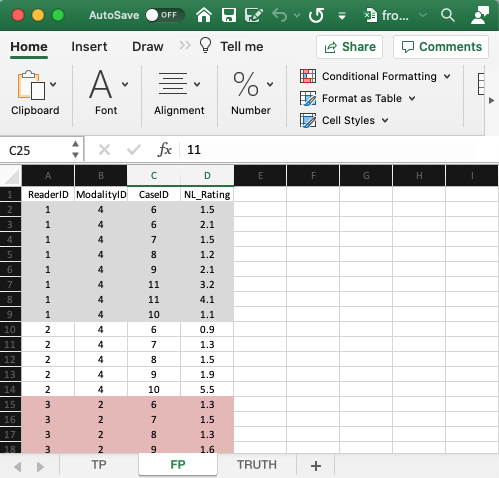 AutoSave OFF fro...
Home Insert Draw Tell me Share Comments
Clipboard Font Alignment % Number Conditional Formatting Format as Table Cell Styles
C25 fx 11
A B C D E F G H I
1 ReaderID ModalityID CaseID NL_Rating
2 1 4 6 1.5
3 1 4 6 2.1
4 1 4 7 1.5
5 1 4 8 1.2
6 1 4 9 2.1
7 1 4 11 3.2
8 1 4 11 4.1
9 1 4 10 1.1
10 2 4 6 0.9
11 2 4 7 1.3
12 2 4 8 1.5
13 2 4 9 1.9
14 2 4 10 5.5
15 3 2 6 1.3
16 3 2 7 1.5
17 3 2 8 1.3
18 3 2 9 1.6
TP FP TRUTH +